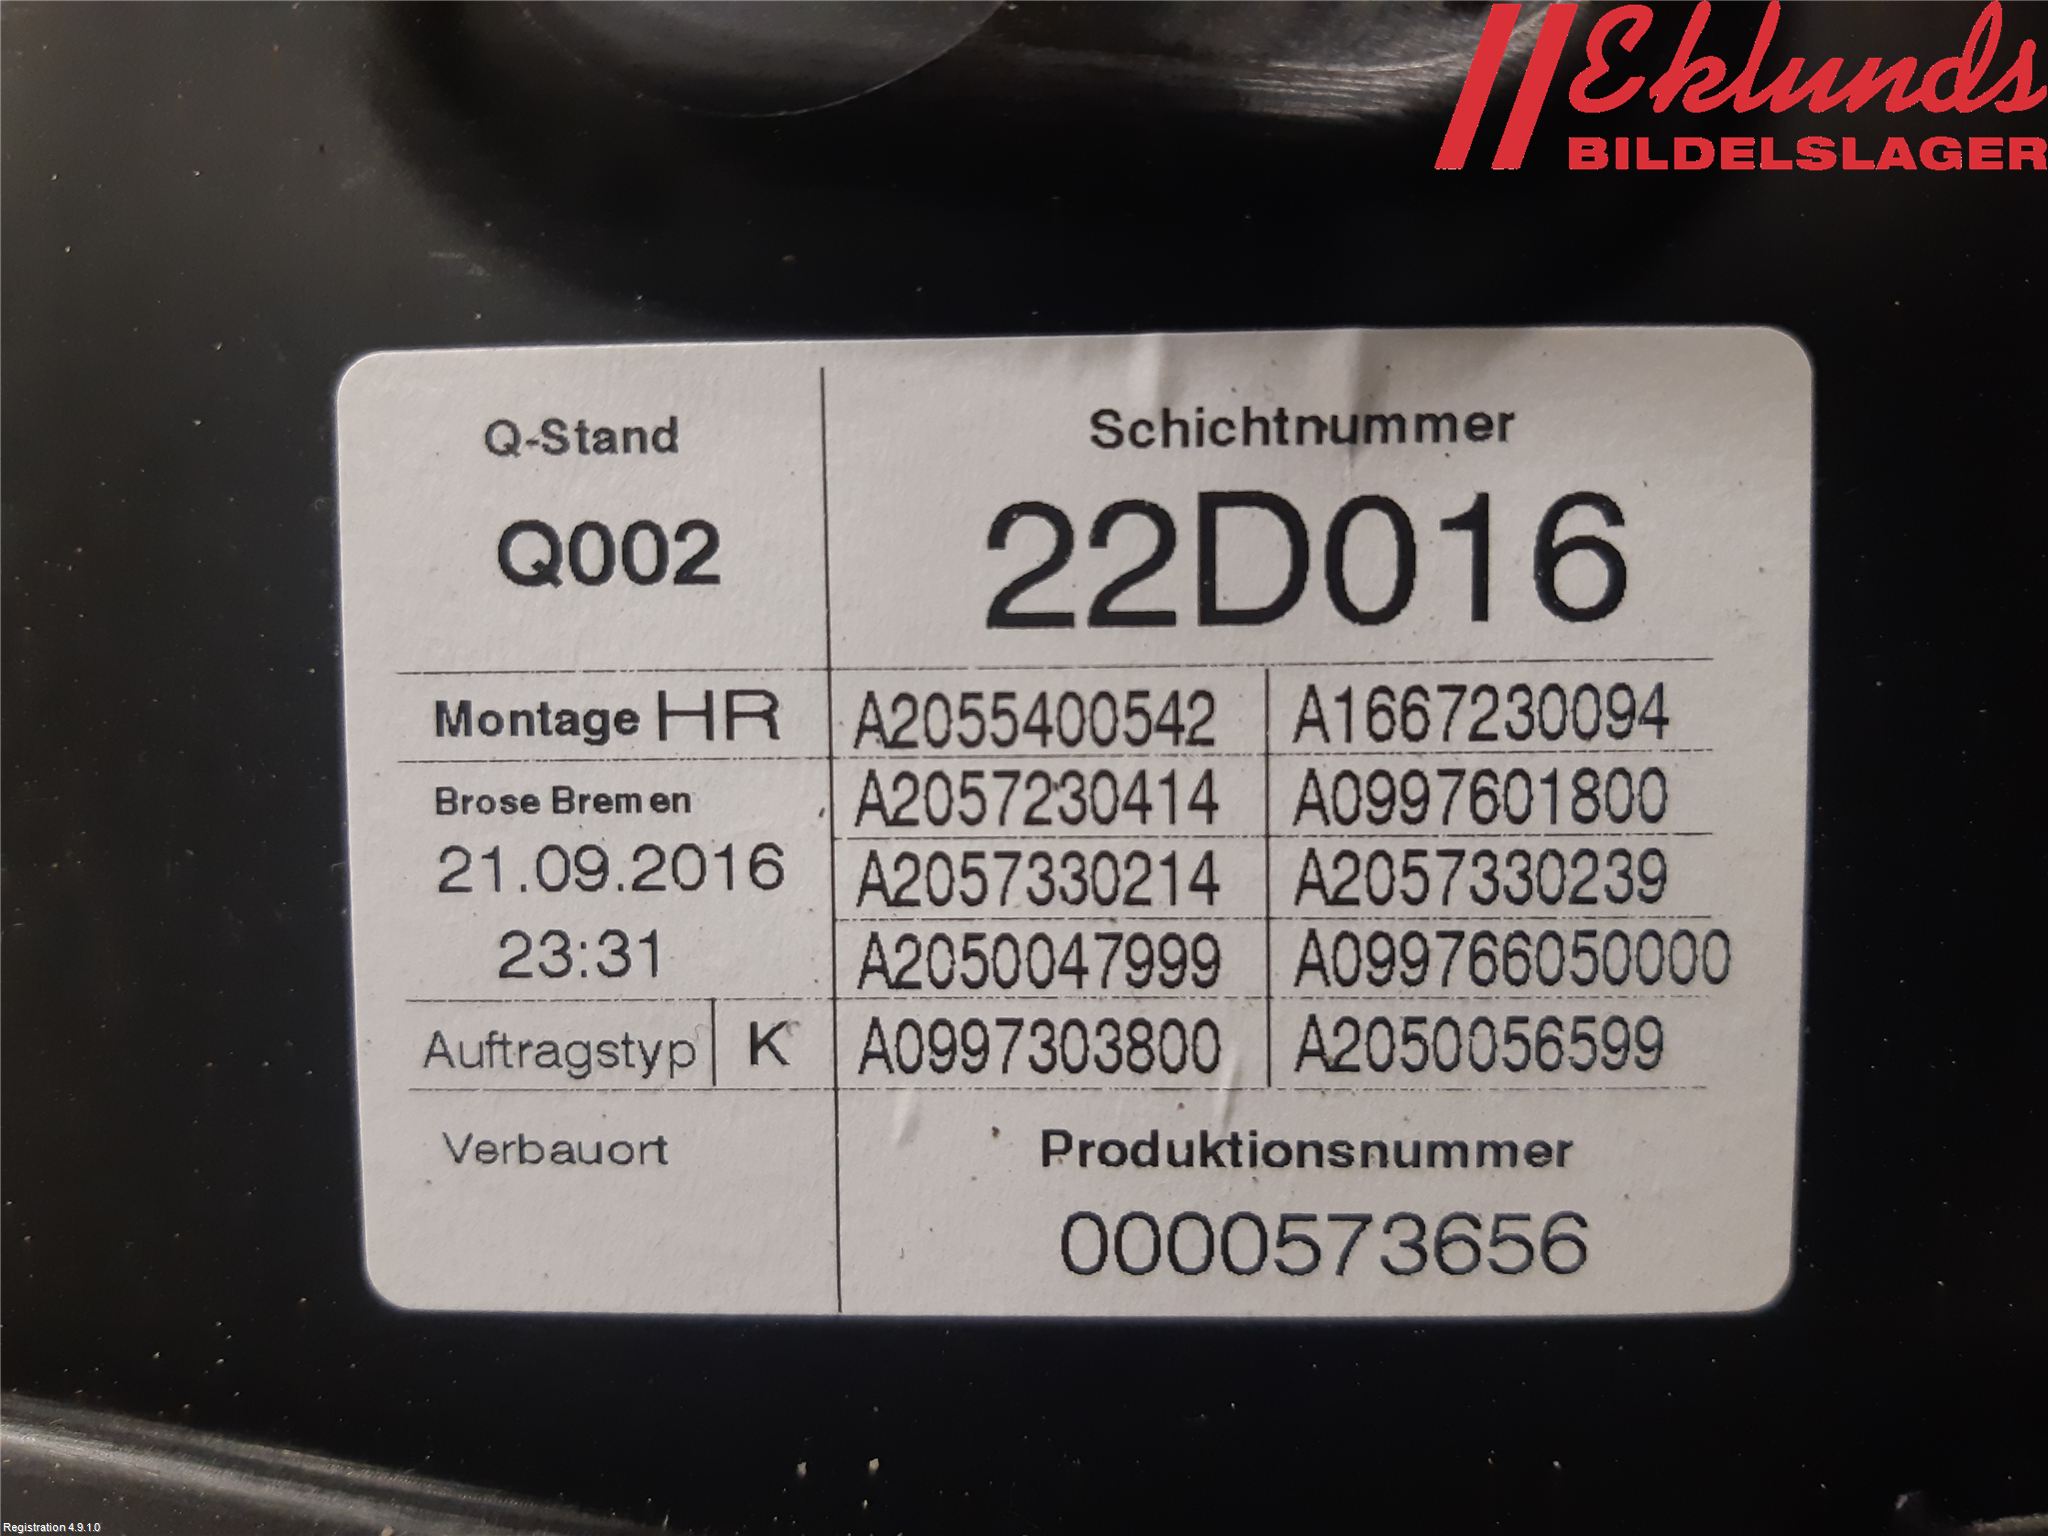 Eklunds
BILDELSLAGER
Q-Stand
Q002
Schichtnummer
22D016
Montage HR
A2055400542 A1667230094
Brose Bremen
21.09.2016
23:31
A2057230414 A0997601800
A2057330214 A2057330239
A2050047999 A099766050000
Auftragstyp K
A0997303800 A2050056599
Verbauort
Produktionsnummer
0000573656
Registration 4.9.1.0